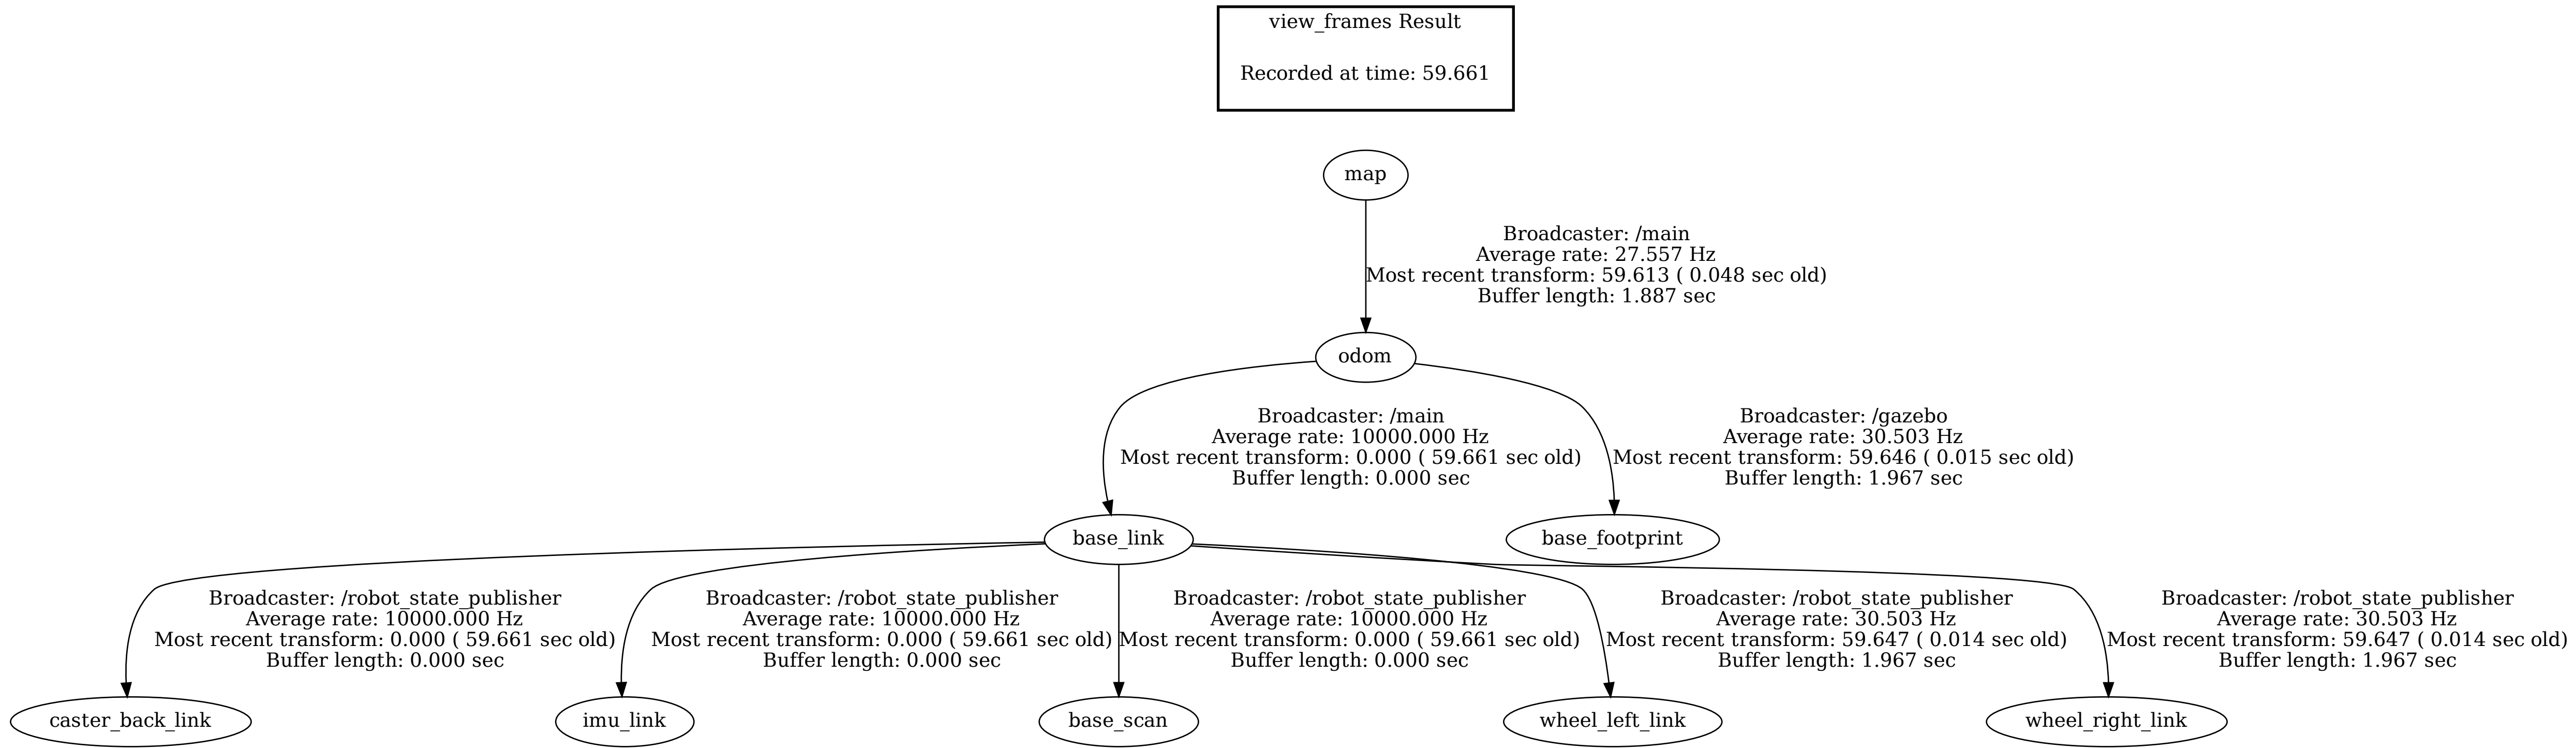 view_frames Result
Recorded at time: 59.661
map
Broadcaster: /main
Average rate: 27.557 Hz
Most recent transform: 59.613 ( 0.048 sec old)
Buffer length: 1.887 sec
odom
Broadcaster: /main
Average rate: 10000.000 Hz
Most recent transform: 0.000 ( 59.661 sec old)
Buffer length: 0.000 sec
Broadcaster: /gazebo
Average rate: 30.503 Hz
Most recent transform: 59.646 ( 0.015 sec old)
Buffer length: 1.967 sec
base_link
base_footprint
Broadcaster: /robot_state_publisher
Average rate: 10000.000 Hz
Most recent transform: 0.000 ( 59.661 sec old)
Buffer length: 0.000 sec
Broadcaster: /robot_state_publisher
Average rate: 10000.000 Hz
Most recent transform: 0.000 ( 59.661 sec old)
Buffer length: 0.000 sec
Broadcaster: /robot_state_publisher
Average rate: 10000.000 Hz
Most recent transform: 0.000 ( 59.661 sec old)
Buffer length: 0.000 sec
Broadcaster: /robot_state_publisher
Average rate: 30.503 Hz
Most recent transform: 59.647 ( 0.014 sec old)
Buffer length: 1.967 sec
Broadcaster: /robot_state_publisher
Average rate: 30.503 Hz
Most recent transform: 59.647 ( 0.014 sec old)
Buffer length: 1.967 sec
caster_back_link
imu_link
base_scan
wheel_left_link
wheel_right_link